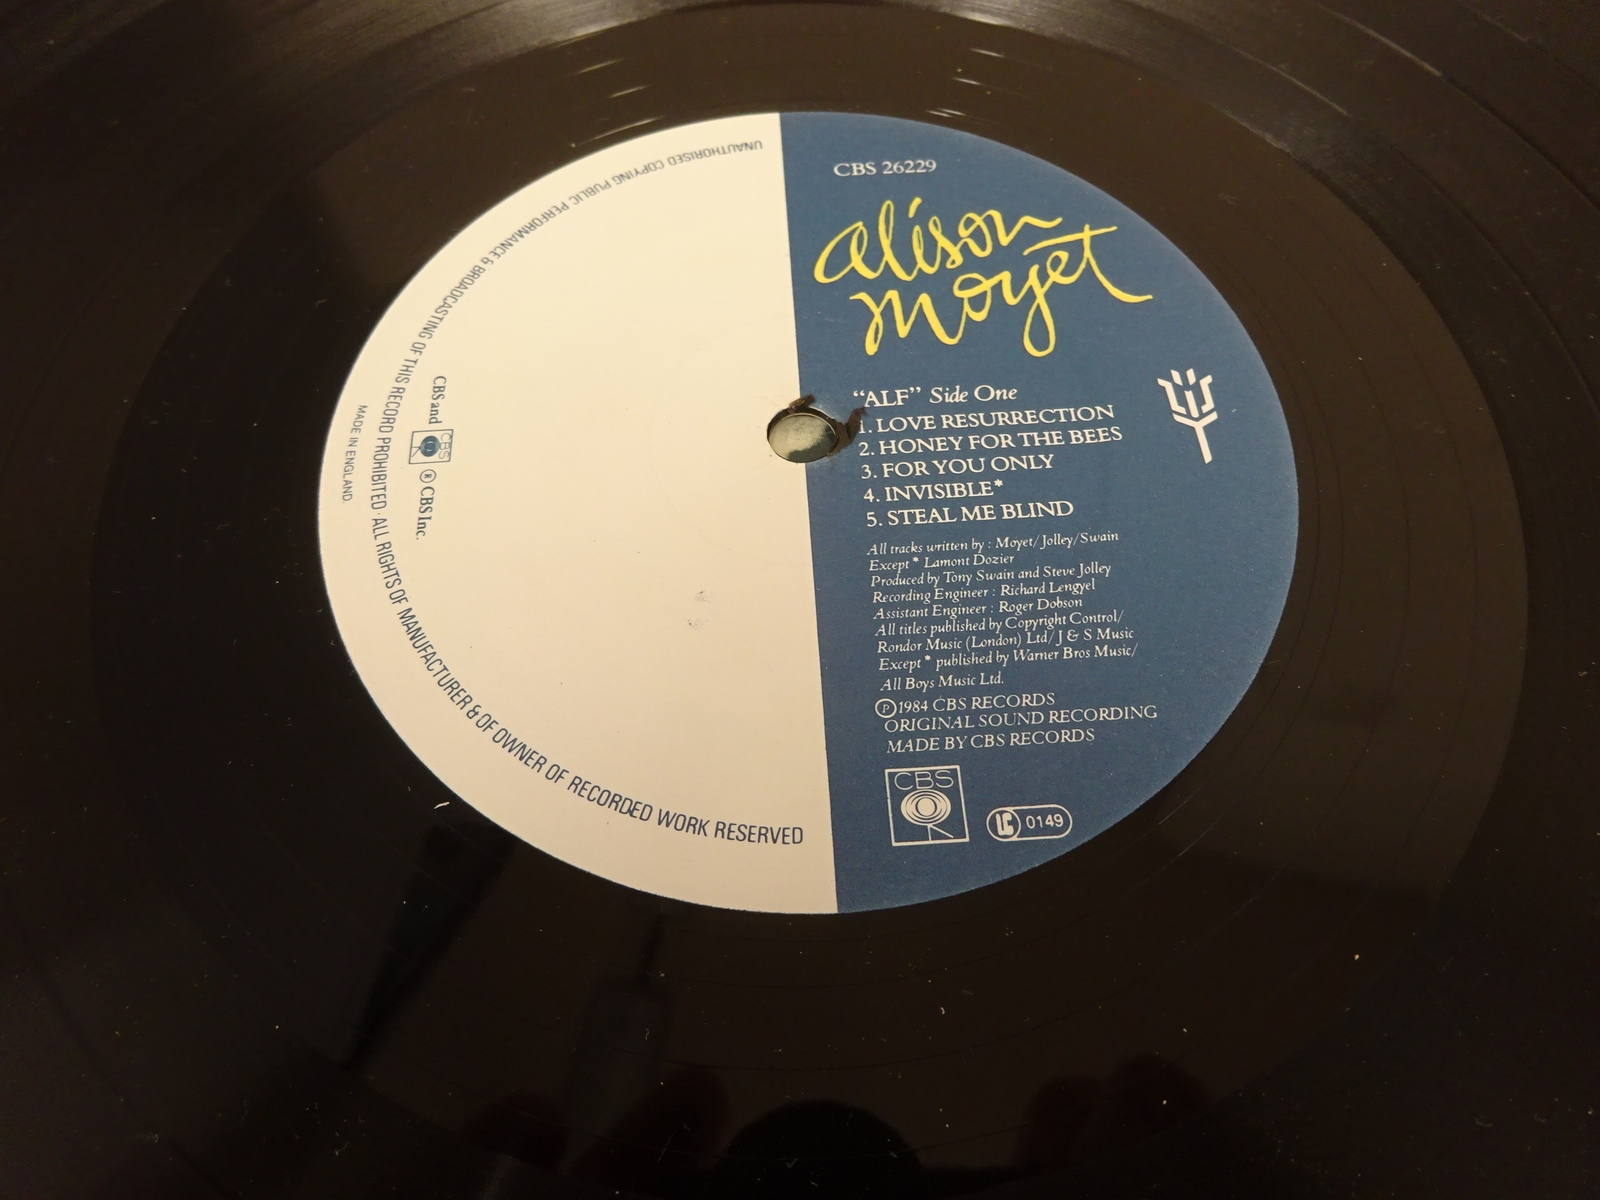 UNAUTHORISED COPYING PUBLIC PERFORMANCE & BROADCASTING OF THIS RECORD PROHIBITED · ALL RIGHTS OF MANUFACTURER & OF OWNER OF RECORDED WORK RESERVED
MADE IN ENGLAND.
CBS and CBS ® CBS Inc.
CBS 26229
alison
moyet
“ALF” Side One
1. LOVE RESURRECTION
2. HONEY FOR THE BEES
3. FOR YOU ONLY
4. INVISIBLE*
5. STEAL ME BLIND
All tracks written by : Moyet/Jolley/Swain
Except * Lamont Dozier
Produced by Tony Swain and Steve Jolley
Recording Engineer : Richard Lengyel
Assistant Engineer : Roger Dobson
All titles published by Copyright Control/
Rondor Music (London) Ltd/J & S Music
Except * published by Warner Bros Music/
All Boys Music Ltd.
℗ 1984 CBS RECORDS
ORIGINAL SOUND RECORDING
MADE BY CBS RECORDS
CBS
LC 0149